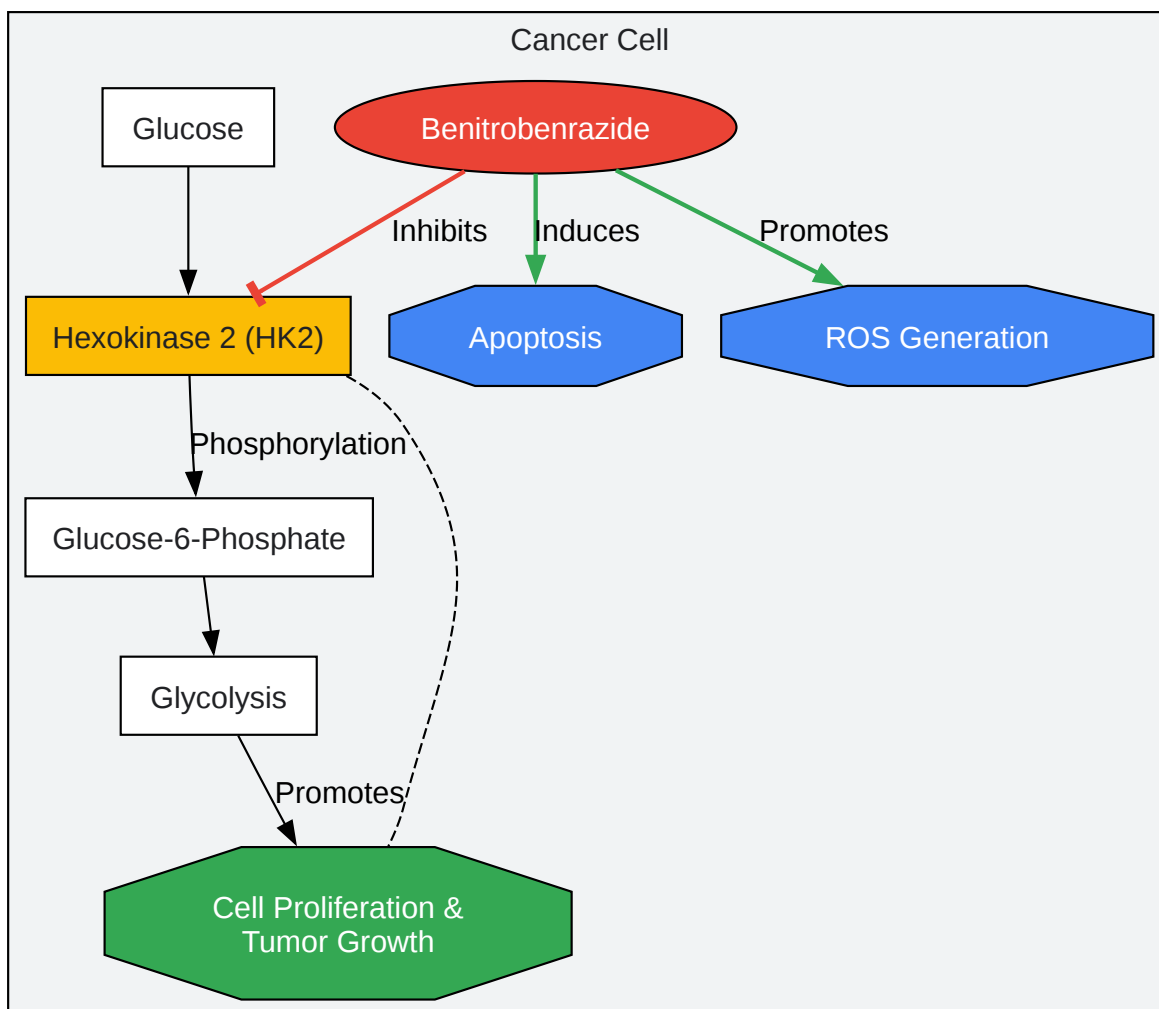 Cancer Cell
Glucose
Benitrobenrazide
Inhibits
Induces
Promotes
Hexokinase 2 (HK2)
Apoptosis
ROS Generation
Phosphorylation
Glucose-6-Phosphate
Glycolysis
Promotes
Cell Proliferation &
Tumor Growth